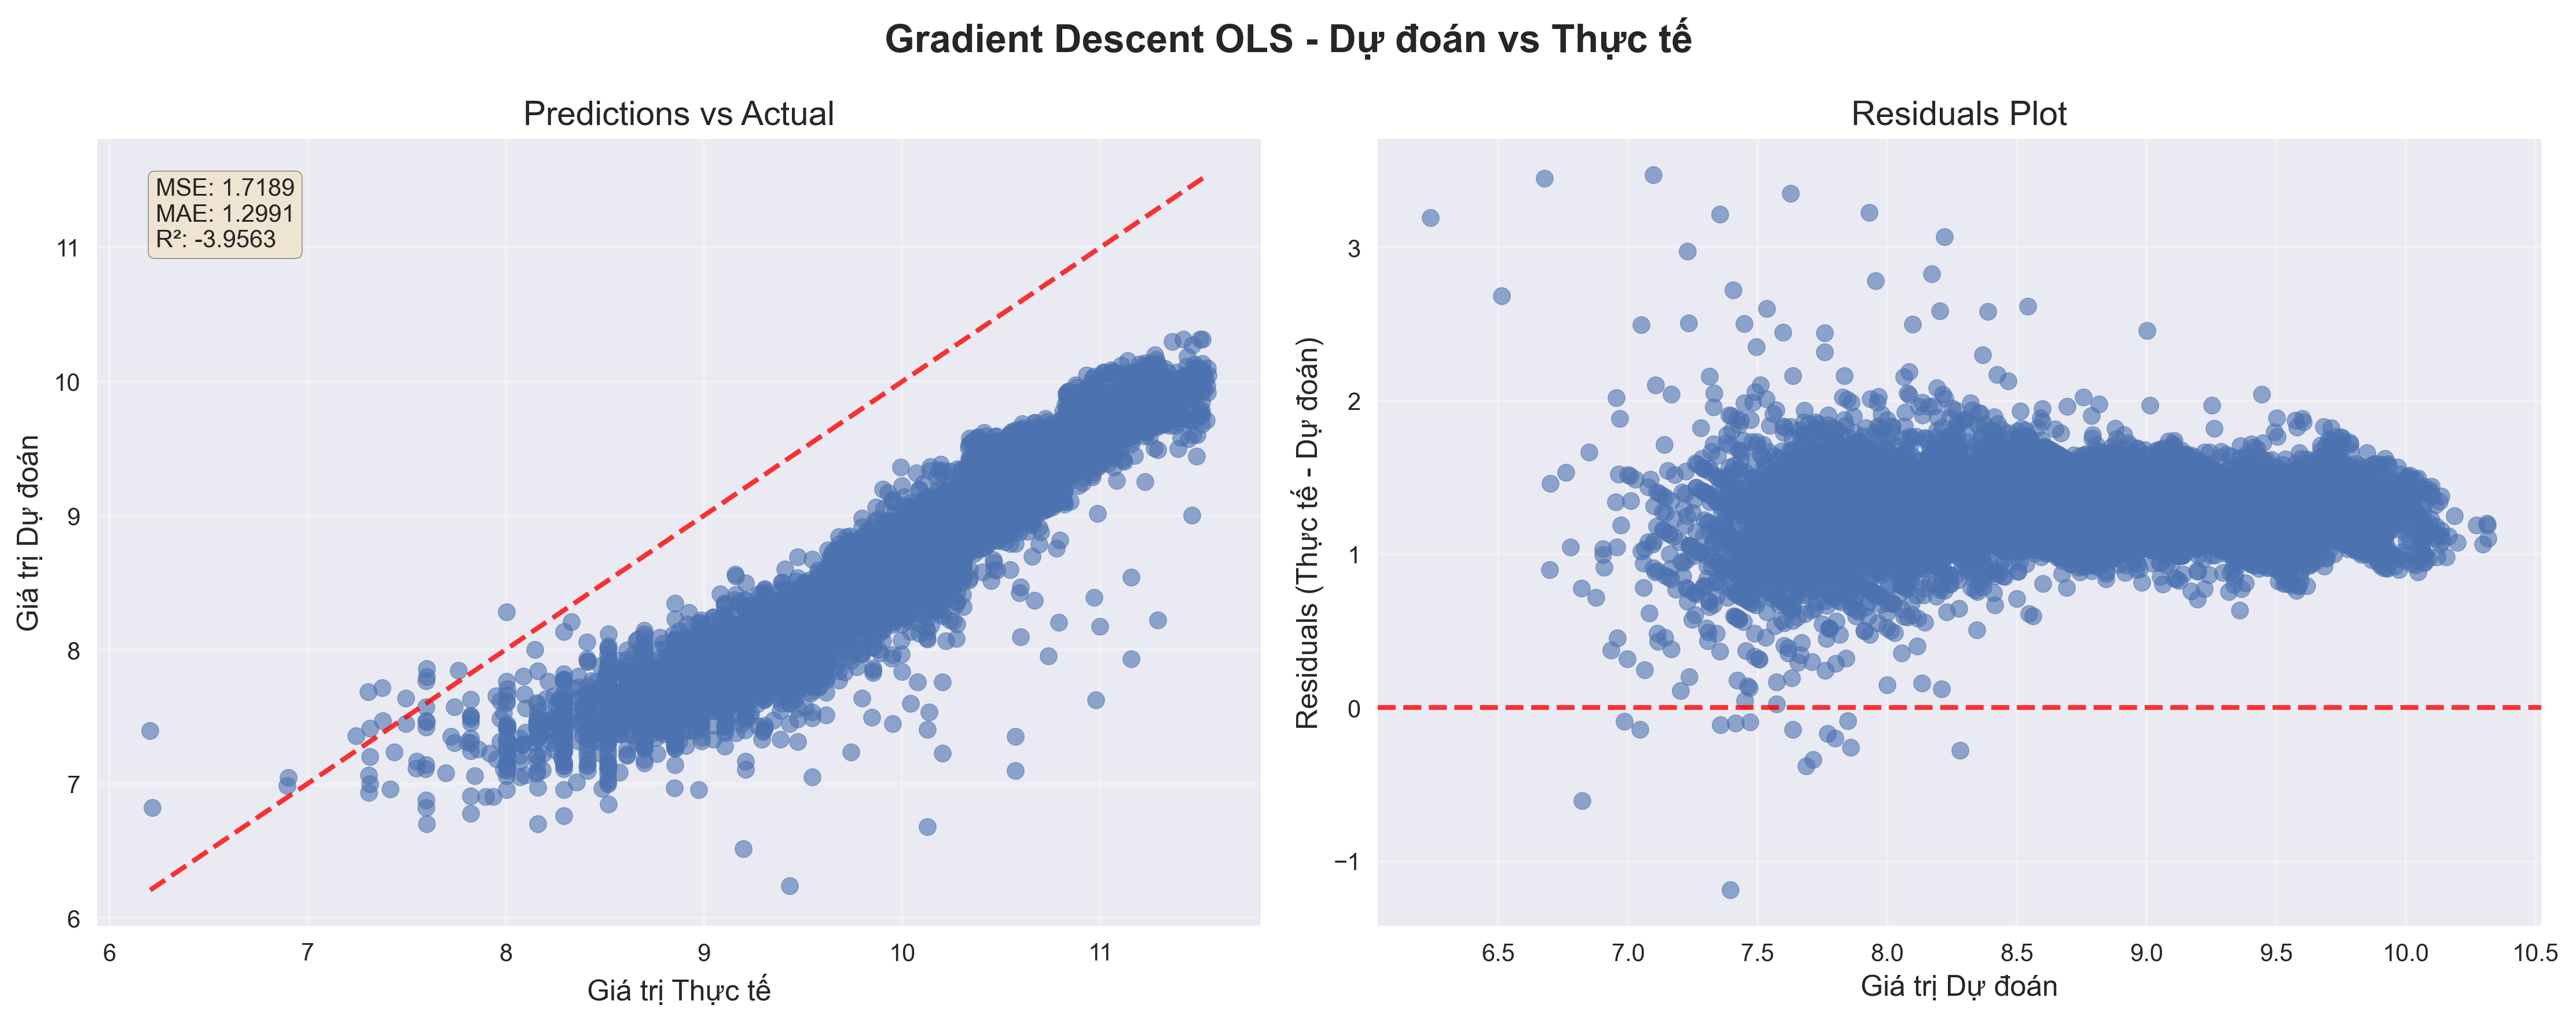 Gradient Descent OLS - Dự đoán vs Thực tế
Predictions vs Actual
MSE: 1.7189
MAE: 1.2991
R²: -3.9563
11
10
9
8
7
6
Giá trị Dự đoán
6 7 8 9 10 11
Giá trị Thực tế
Residuals Plot
3
2
1
0
−1
Residuals (Thực tế - Dự đoán)
6.5 7.0 7.5 8.0 8.5 9.0 9.5 10.0 10.5
Giá trị Dự đoán